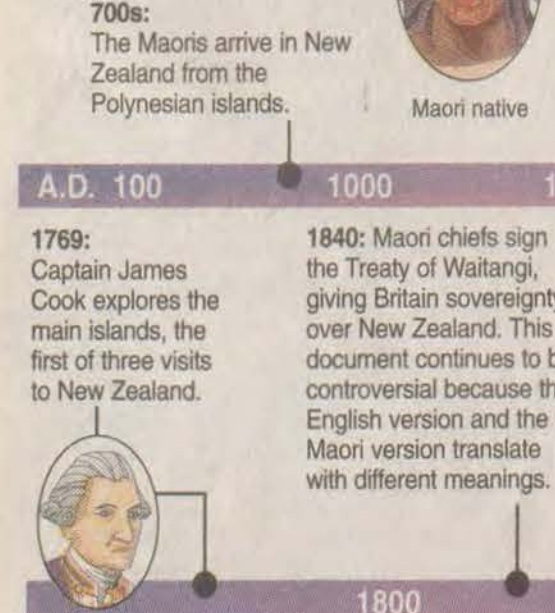 700s:
The Maoris arrive in New
Zealand from the
Polynesian islands.
Maori native
A.D. 100 1000
1769:
Captain James
Cook explores the
main islands, the
first of three visits
to New Zealand.
1840: Maori chiefs sign
the Treaty of Waitangi,
giving Britain sovereignty
over New Zealand. This
document continues to
controversial because
English version and the
Maori version translate
with different meanings.
1800